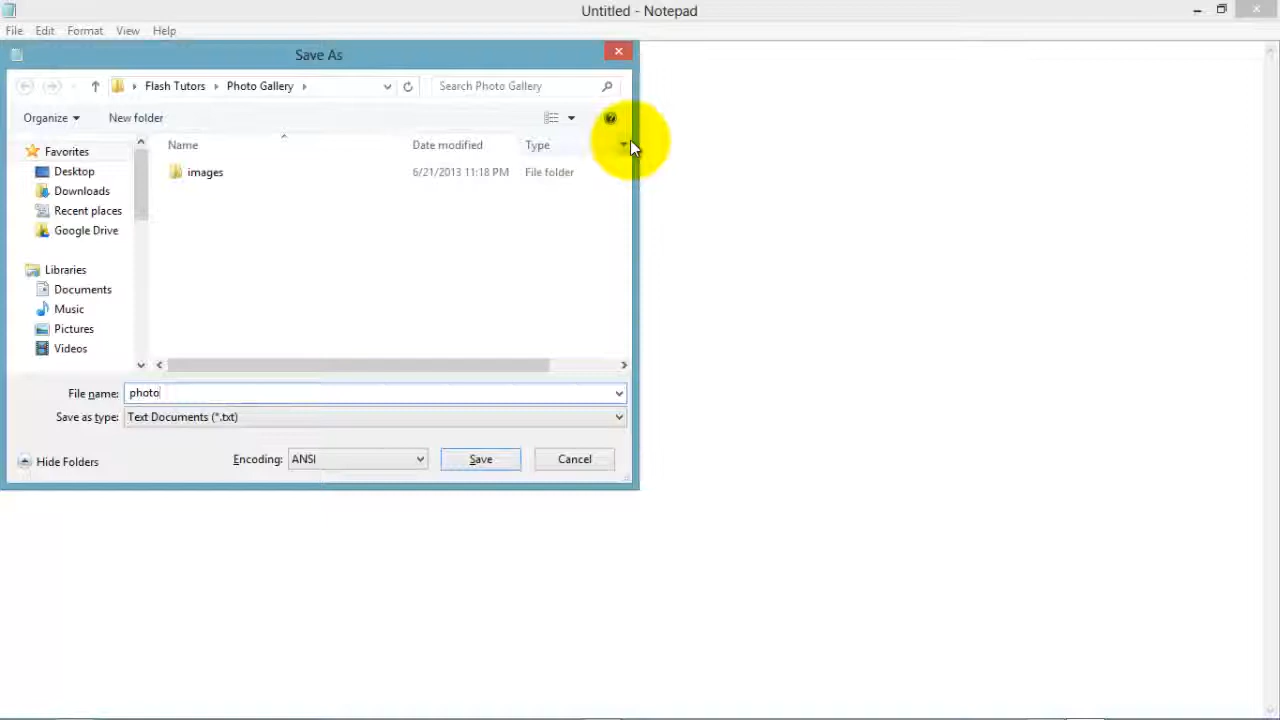 Untitled - Notepad
File Edit Format View Help
Save As
Flash Tutors Photo Gallery
Search Photo Gallery
Organize New folder
Name Date modified Type
images 6/21/2013 11:18 PM File folder
Favorites
Desktop
Downloads
Recent places
Google Drive
Libraries
Documents
Music
Pictures
Videos
File name: photo
Save as type: Text Documents (*.txt)
Hide Folders
Encoding: ANSI
Save
Cancel